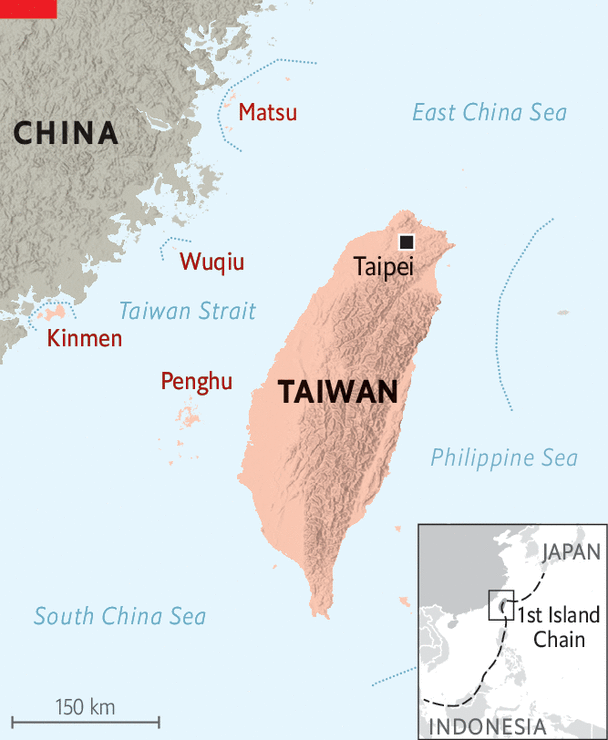 Matsu
East China Sea
CHINA
Wuqiu
Taipei
Taiwan Strait
Kinmen
Penghu
TAIWAN
Philippine Sea
South China Sea
150 km
JAPAN
1st Island
Chain
INDONESIA